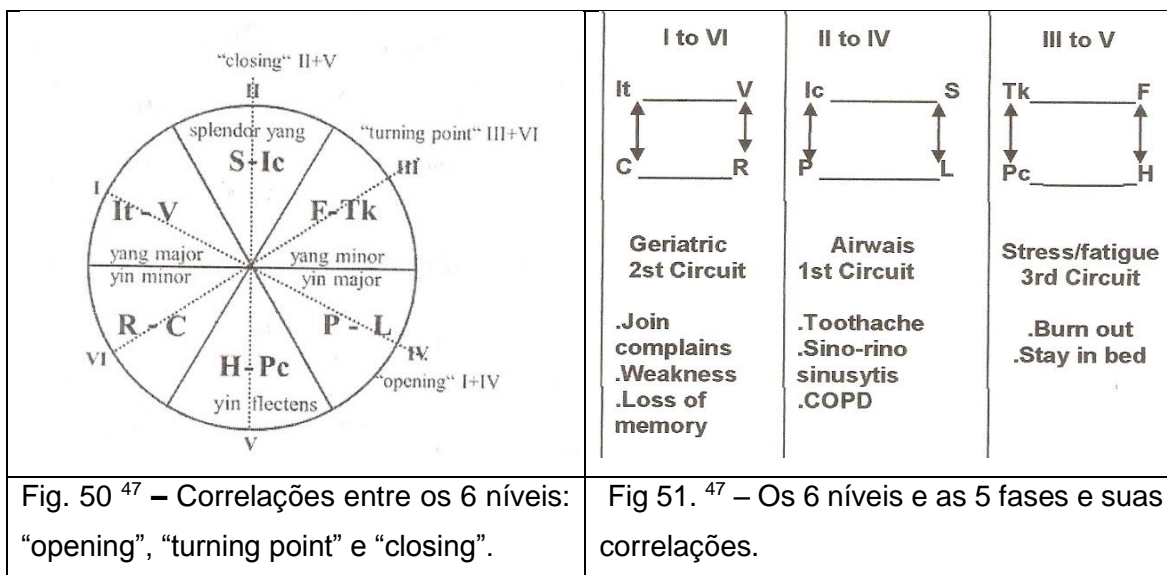 "closing" II+V
II
splendor yang
S-Ic
"turning point" III+VI
III
I
It - V
F-Tk
yang major
yang minor
yin minor
yin major
R - C
P - L
VI
IV
H-Pc
"opening" I+IV
yin flectens
V
I to VI
It V
C R
Geriatric
2st Circuit
.Join
complains
.Weakness
.Loss of
memory
II to IV
Ic S
P L
Airwais
1st Circuit
.Toothache
.Sino-rino
sinusytis
.COPD
III to V
Tk F
Pc H
Stress/fatigue
3rd Circuit
.Burn out
.Stay in bed
Fig. 50 47 – Correlações entre os 6 níveis:
“opening”, “turning point” e “closing”.
Fig 51. 47 – Os 6 níveis e as 5 fases e suas
correlações.